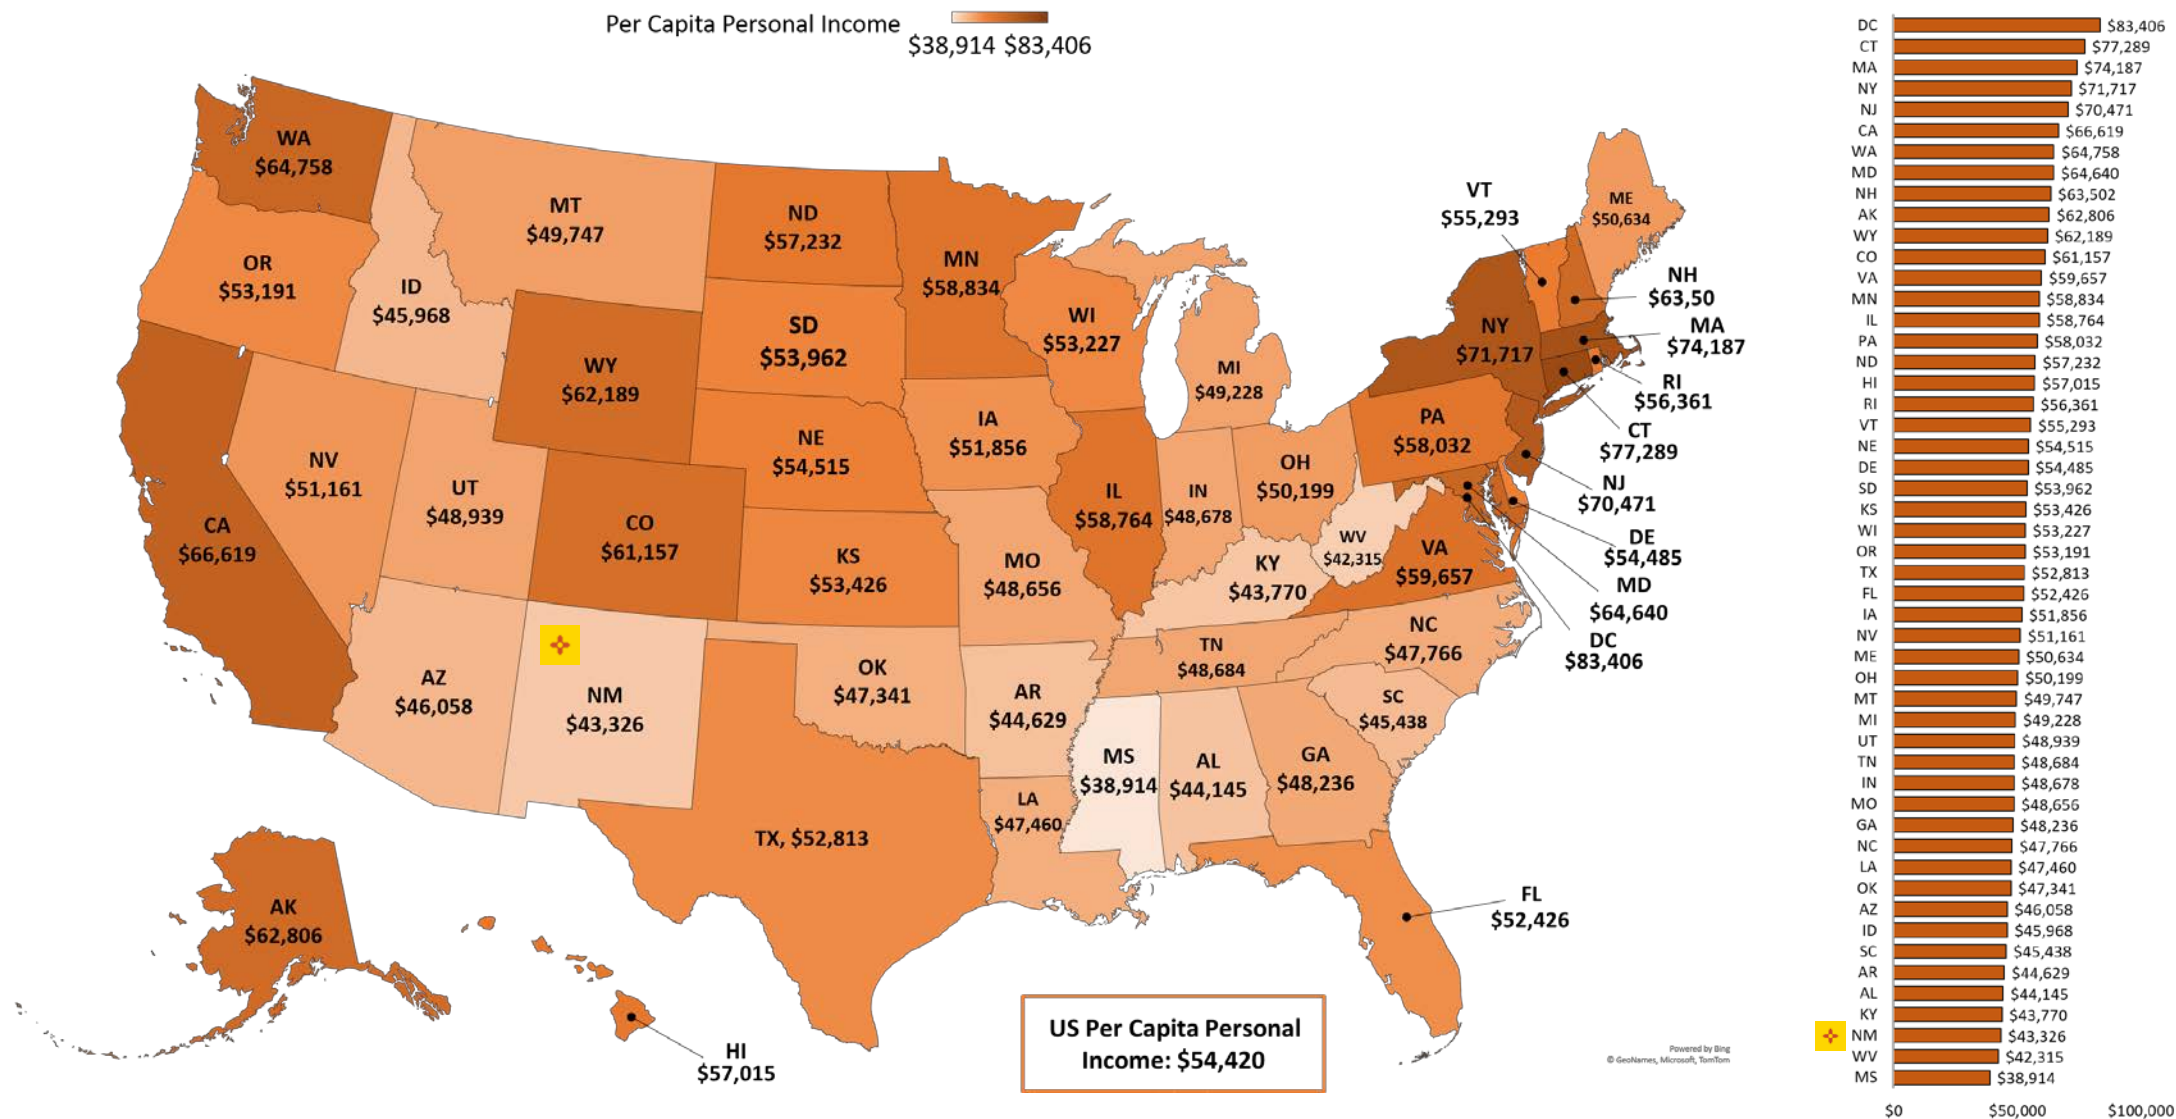 Per Capita Personal Income
$38,914 $83,406
WA
$64,758
MT
$49,747
ND
$57,232
MN
$58,834
VT
$55,293
ME
$50,634
OR
$53,191
ID
$45,968
SD
$53,962
WI
$53,227
NH
$63,50
NY
$71,717
MA
$74,187
WY
$62,189
MI
$49,228
RI
$56,361
IA
$51,856
PA
$58,032
CT
$77,289
NV
$51,161
UT
$48,939
NE
$54,515
IL
$58,764
IN
$48,678
OH
$50,199
NJ
$70,471
CA
$66,619
CO
$61,157
KS
$53,426
MO
$48,656
KY
$43,770
WV
$42,315
VA
$59,657
DE
$54,485
MD
$64,640
DC
$83,406
AZ
$46,058
NM
$43,326
OK
$47,341
AR
$44,629
TN
$48,684
NC
$47,766
SC
$45,438
MS
$38,914
AL
$44,145
GA
$48,236
LA
$47,460
TX, $52,813
AK
$62,806
HI
$57,015
FL
$52,426
US Per Capita Personal
Income: $54,420
Powered by Bing
© GeoNames, Microsoft, TomTom
DC $83,406
CT $77,289
MA $74,187
NY $71,717
NJ $70,471
CA $66,619
WA $64,758
MD $64,640
NH $63,502
AK $62,806
WY $62,189
CO $61,157
VA $59,657
MN $58,834
IL $58,764
PA $58,032
ND $57,232
HI $57,015
RI $56,361
VT $55,293
NE $54,515
DE $54,485
SD $53,962
KS $53,426
WI $53,227
OR $53,191
TX $52,813
FL $52,426
IA $51,856
NV $51,161
ME $50,634
OH $50,199
MT $49,747
MI $49,228
UT $48,939
TN $48,684
IN $48,678
MO $48,656
GA $48,236
NC $47,766
LA $47,460
OK $47,341
AZ $46,058
ID $45,968
SC $45,438
AR $44,629
AL $44,145
KY $43,770
NM $43,326
WV $42,315
MS $38,914
$0 $50,000 $100,000